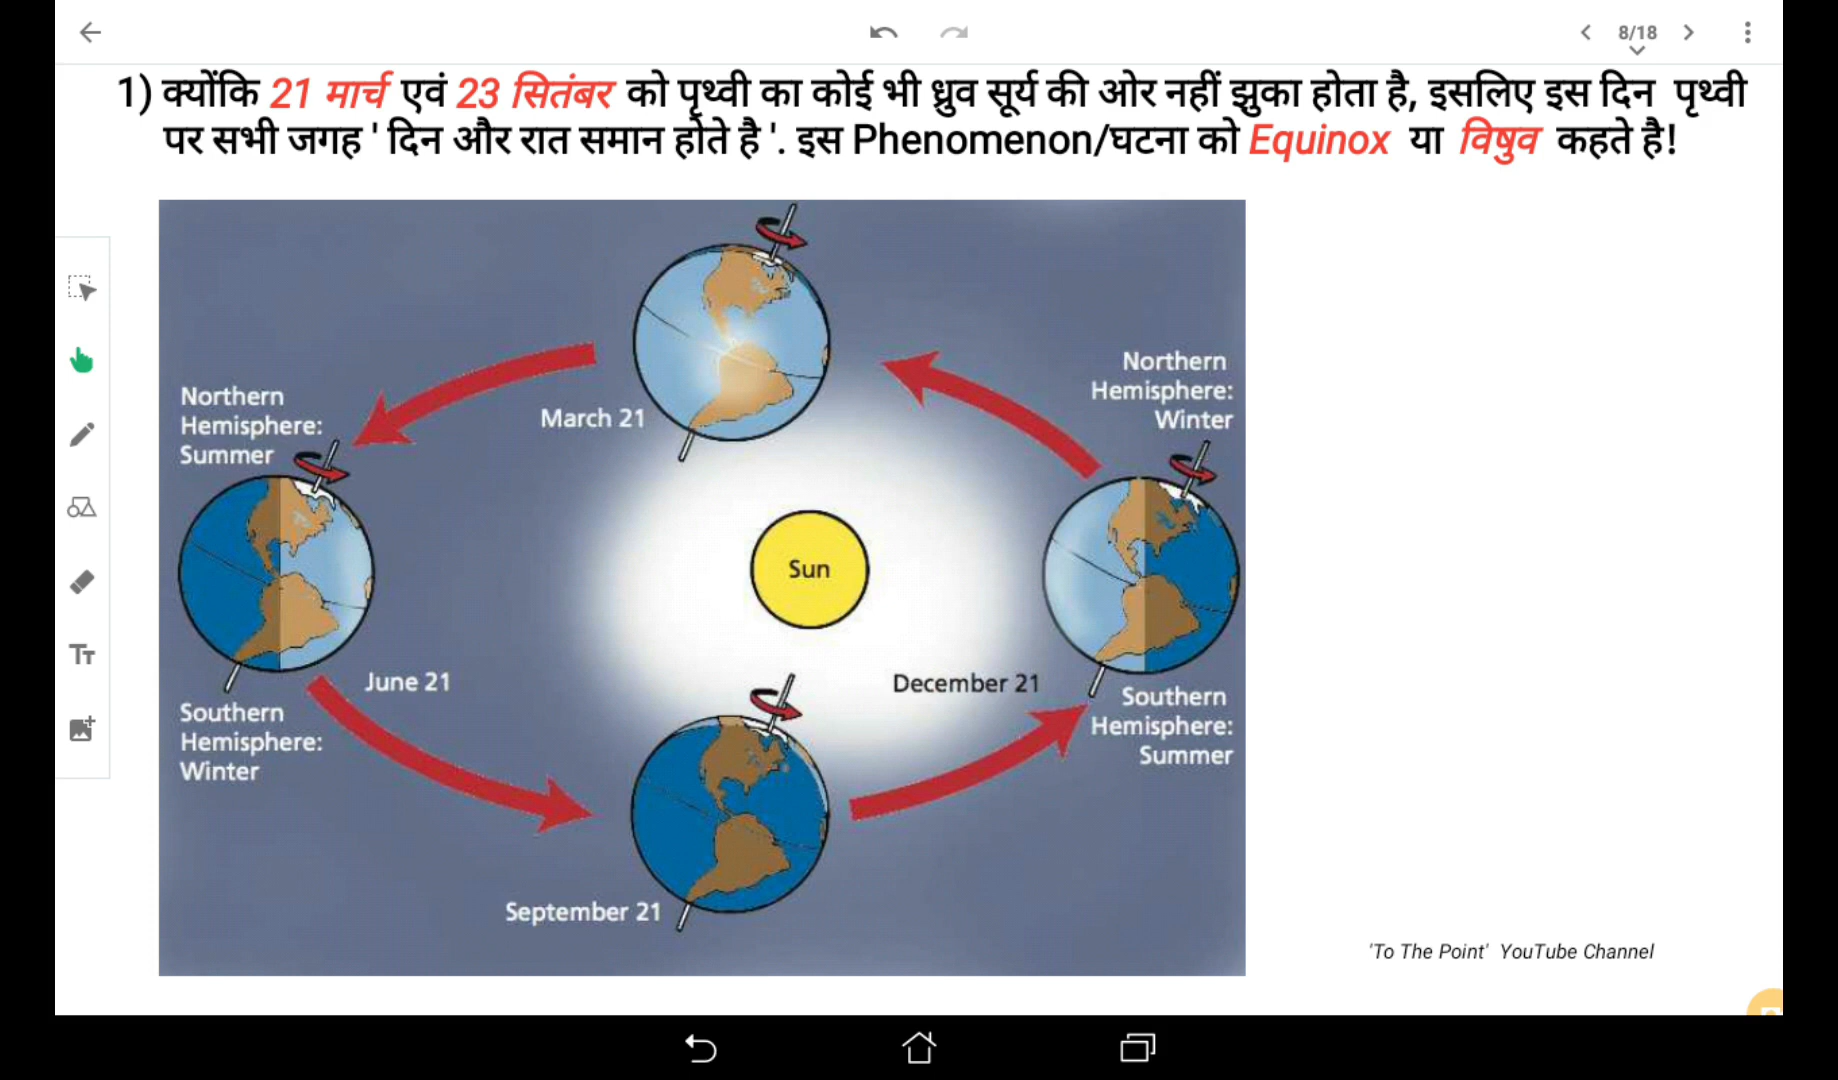 8/18
1) क्योंकि 21 मार्च एवं 23 सितंबर को पृथ्वी का कोई भी ध्रुव सूर्य की ओर नहीं झुका होता है, इसलिए इस दिन पृथ्वी
पर सभी जगह ' दिन और रात समान होते है '. इस Phenomenon/घटना को Equinox या विषुव कहते है!
Northern
Hemisphere:
Summer
March 21
Northern
Hemisphere:
Winter
Sun
June 21
December 21
Southern
Hemisphere:
Winter
Southern
Hemisphere:
Summer
September 21
TT
'To The Point' YouTube Channel